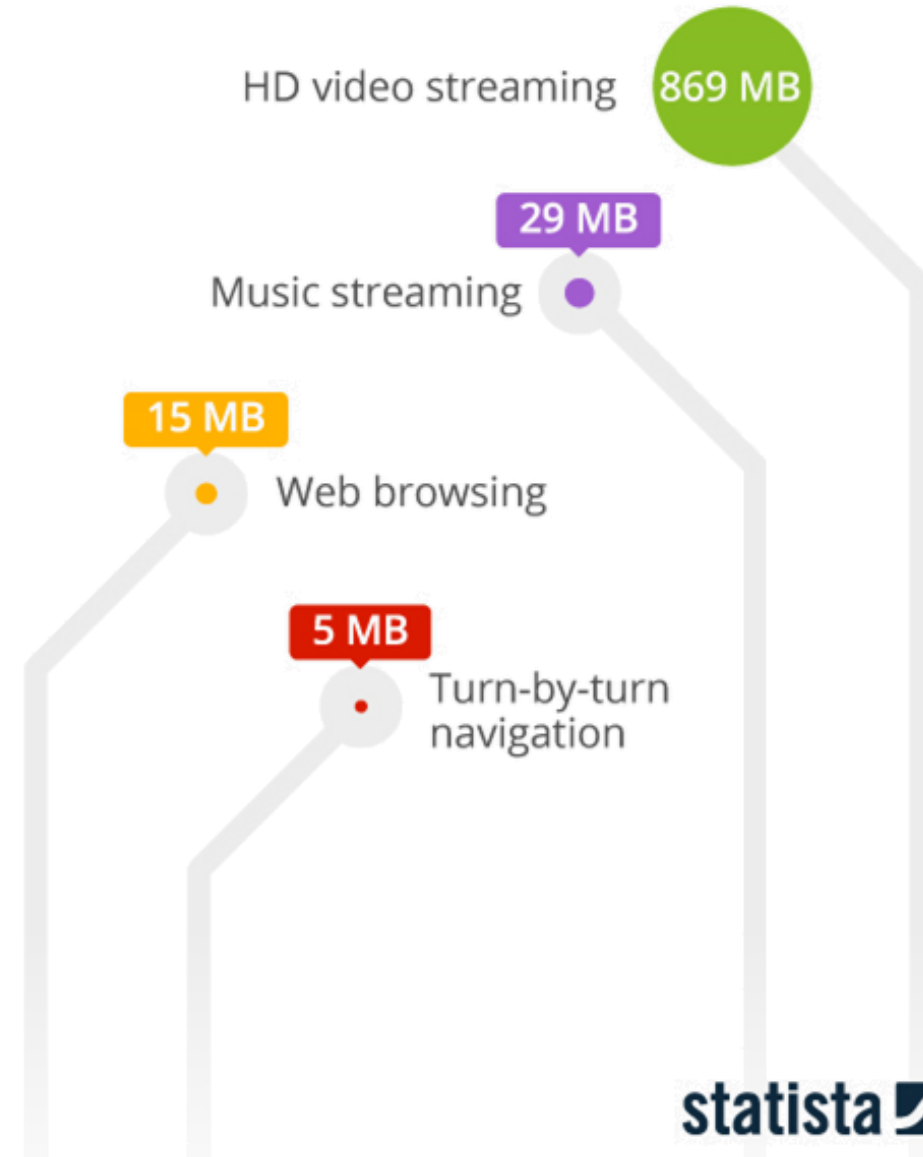 HD video streaming
869 MB
29 MB
Music streaming
15 MB
Web browsing
5 MB
Turn-by-turn
navigation
statista